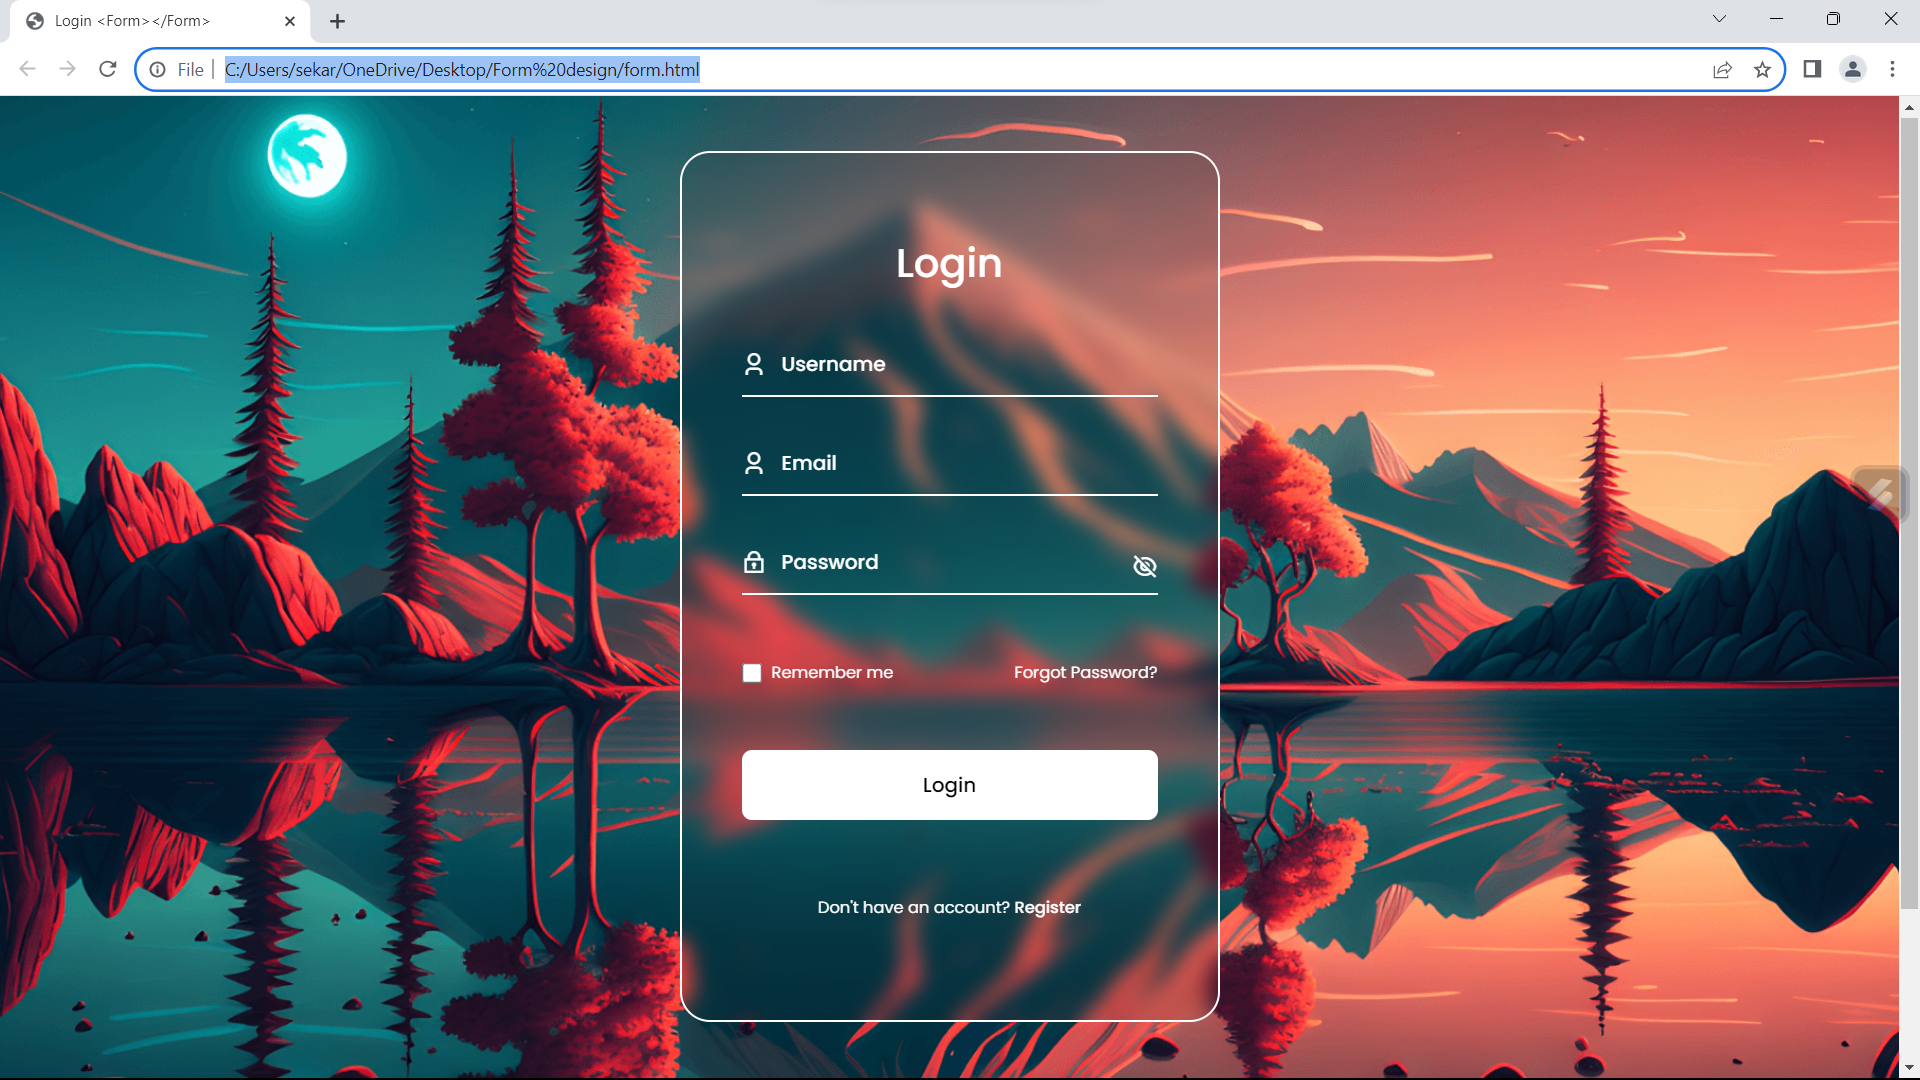 Login <Form></Form>
File C:/Users/sekar/OneDrive/Desktop/Form%20design/form.html
Login
Username
Email
Password
Remember me Forgot Password?
Login
Don't have an account? Register